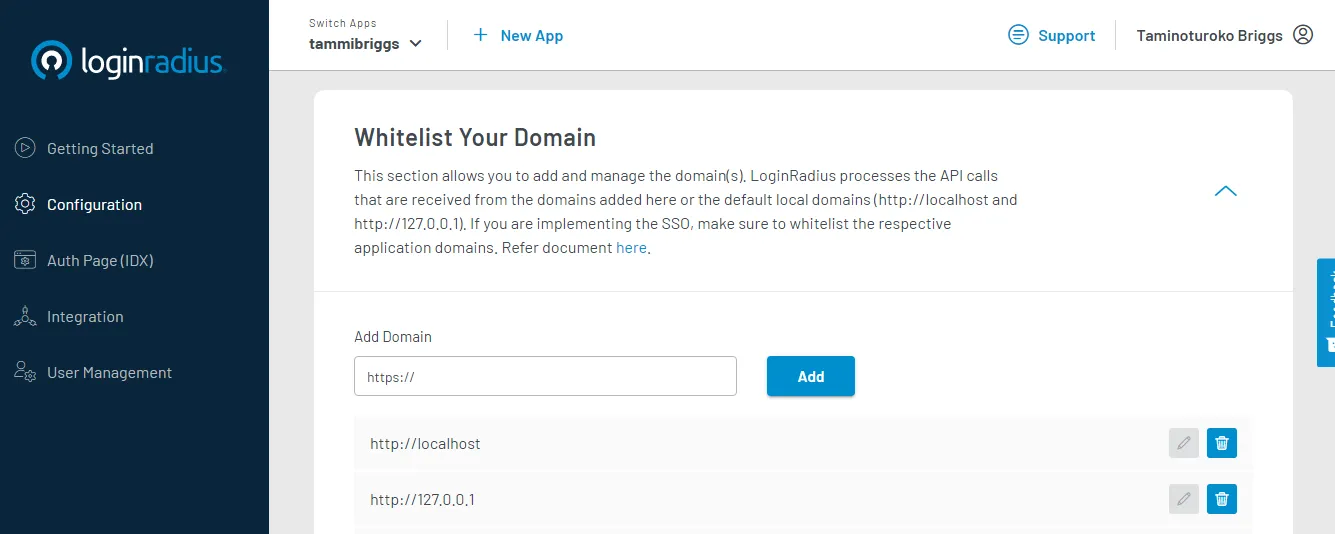 loginradius
Getting Started
Configuration
Auth Page (IDX)
Integration
User Management
Switch Apps
tammibriggs
+ New App
Support
Taminoturoko Briggs
Whitelist Your Domain
This section allows you to add and manage the domain(s). LoginRadius processes the API calls
that are received from the domains added here or the default local domains (http://localhost and
http://127.0.0.1). If you are implementing the SSO, make sure to whitelist the respective
application domains. Refer document here.
Add Domain
https://
Add
http://localhost
http://127.0.0.1